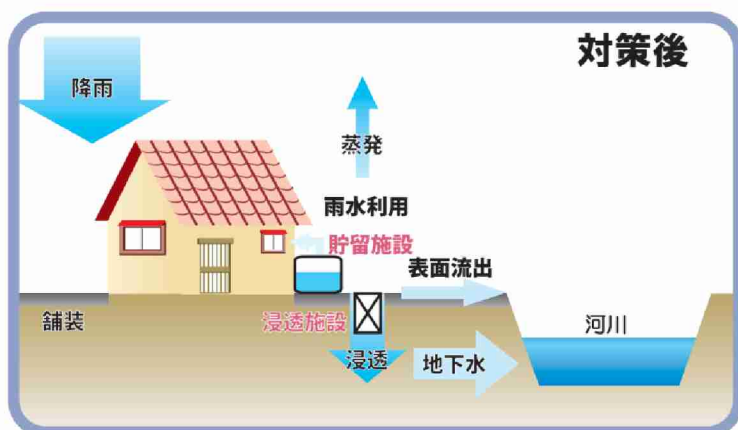 対策後
降雨
蒸発
雨水利用
貯留施設
表面流出
舗装
浸透施設
河川
浸透
地下水